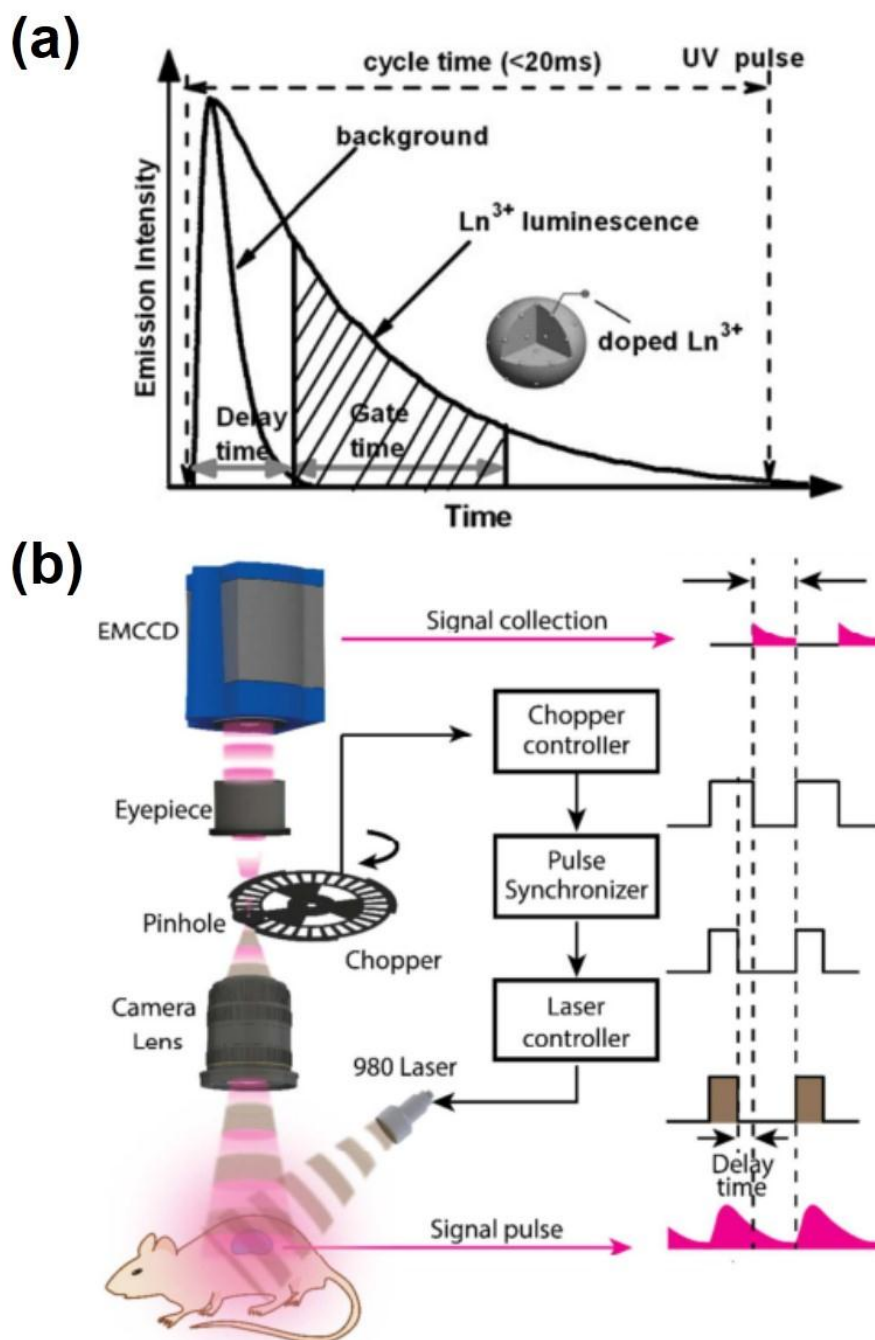 (a)
cycle time (<20ms)
UV pulse
background
Ln3+ luminescence
doped Ln3+
Emission Intensity
Delay
time
Gate
time
Time
(b)
EMCCD
Signal collection
Chopper
controller
Eyepiece
Pulse
Synchronizer
Pinhole
Chopper
Camera
Lens
Laser
controller
980 Laser
Delay
time
Signal pulse